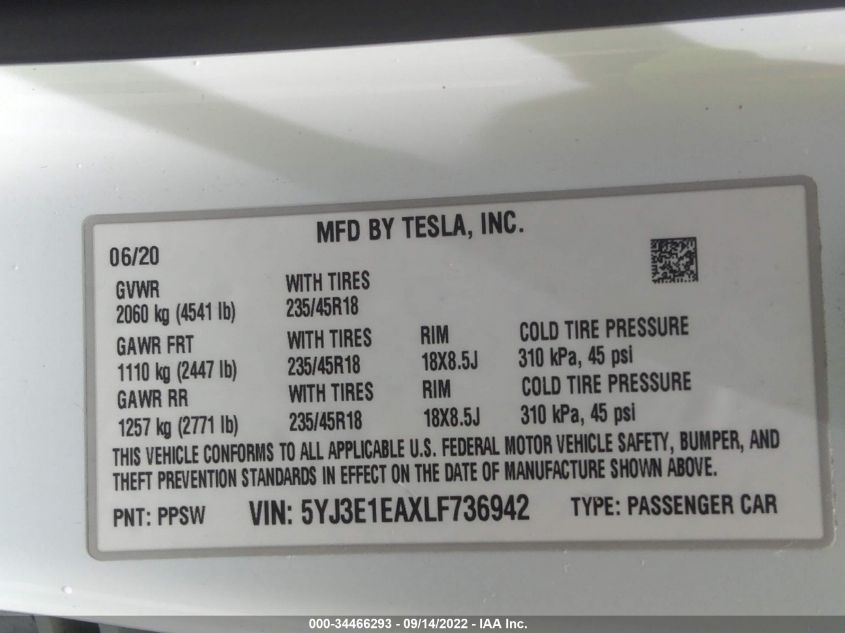 MFD BY TESLA, INC.
06/20
GVWR WITH TIRES
2060 kg (4541 lb) 235/45R18
GAWR FRT WITH TIRES RIM COLD TIRE PRESSURE
1110 kg (2447 lb) 235/45R18 18X8.5J 310 kPa, 45 psi
GAWR RR WITH TIRES RIM COLD TIRE PRESSURE
1257 kg (2771 lb) 235/45R18 18X8.5J 310 kPa, 45 psi
THIS VEHICLE CONFORMS TO ALL APPLICABLE U.S. FEDERAL MOTOR VEHICLE SAFETY, BUMPER, AND
THEFT PREVENTION STANDARDS IN EFFECT ON THE DATE OF MANUFACTURE SHOWN ABOVE.
PNT: PPSW VIN: 5YJ3E1EAXLF736942 TYPE: PASSENGER CAR
000-34466293 - 09/14/2022 - IAA Inc.